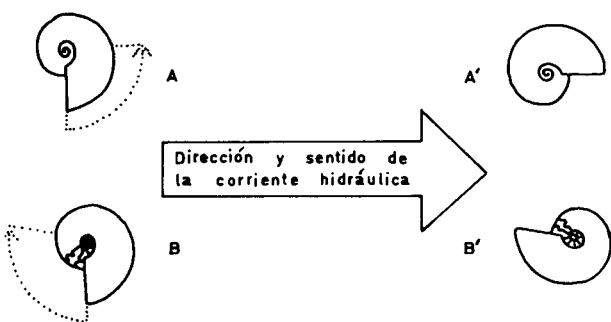 A
A'
Dirección y sentido de
la corriente hidráulica
B
B'